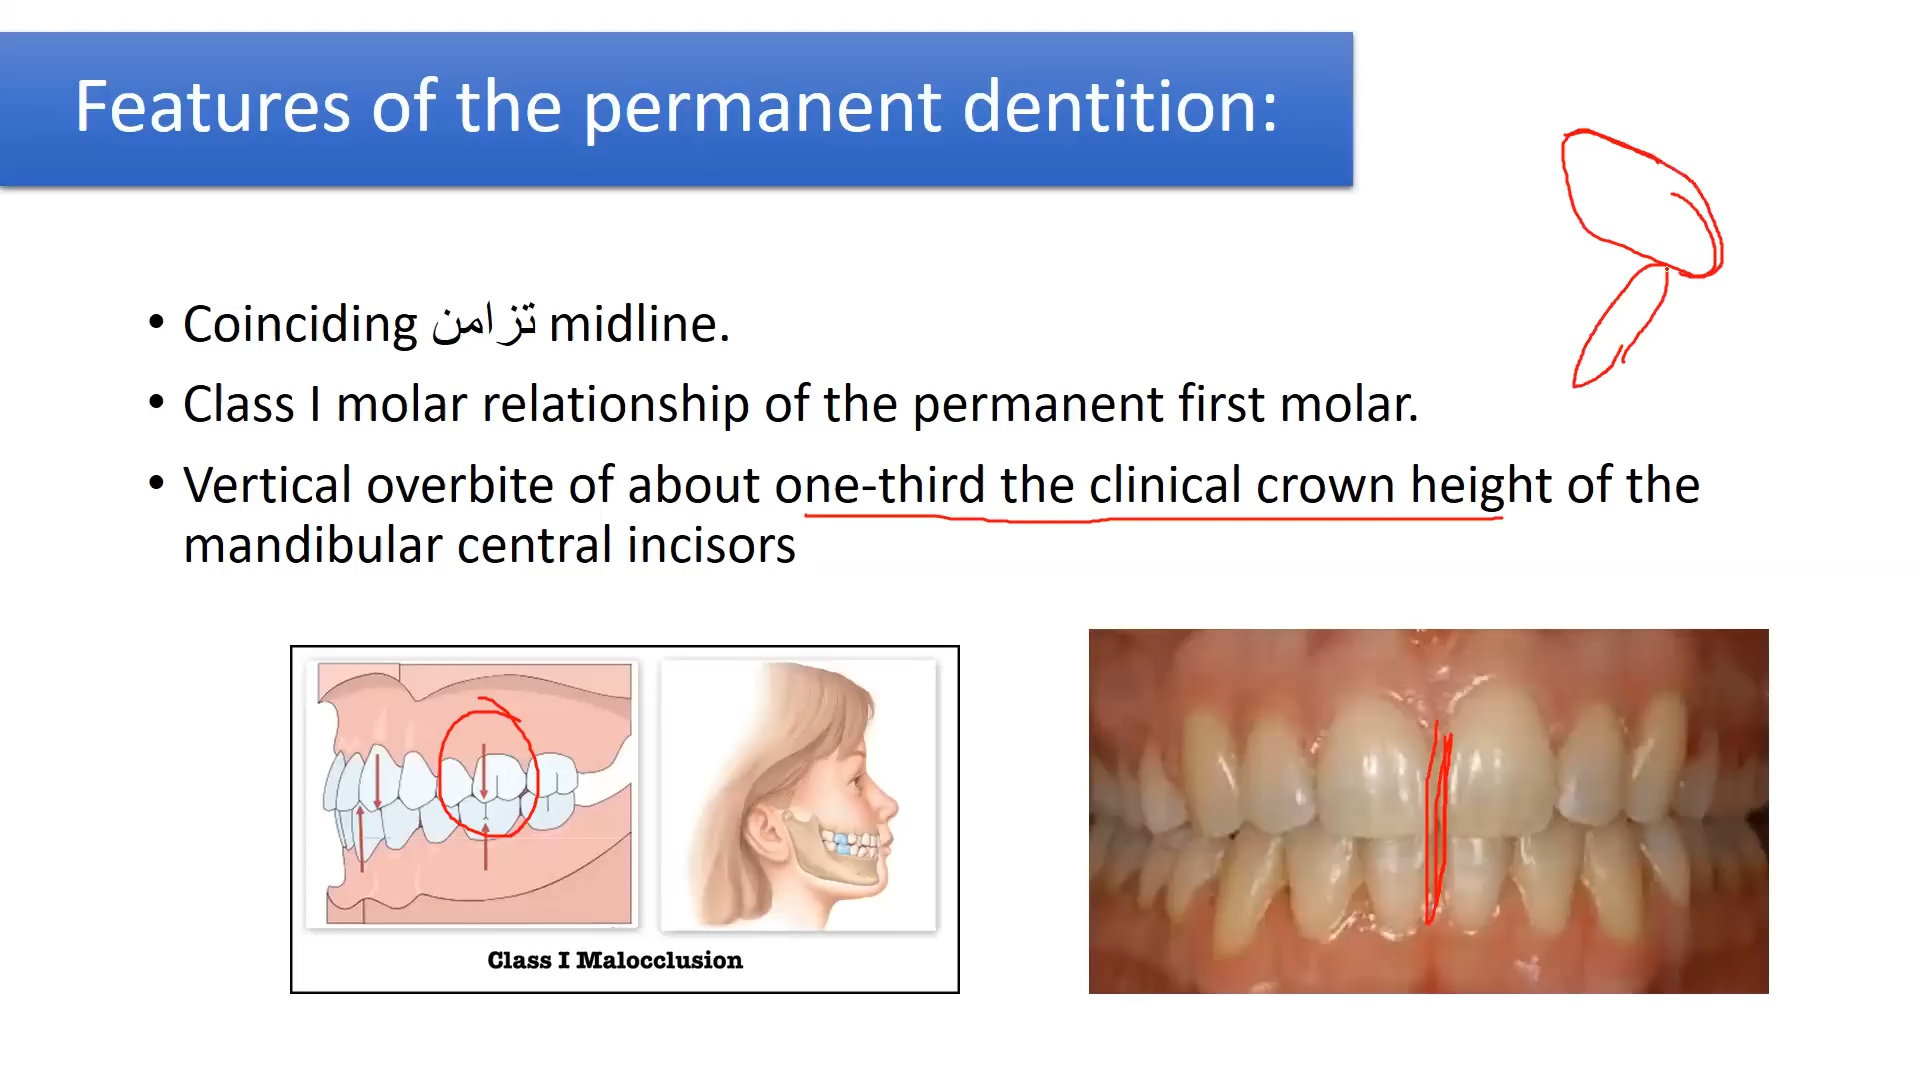 Features of the permanent dentition:
• Coinciding تزامن midline.
• Class I molar relationship of the permanent first molar.
• Vertical overbite of about one-third the clinical crown height of the
mandibular central incisors
Class I Malocclusion